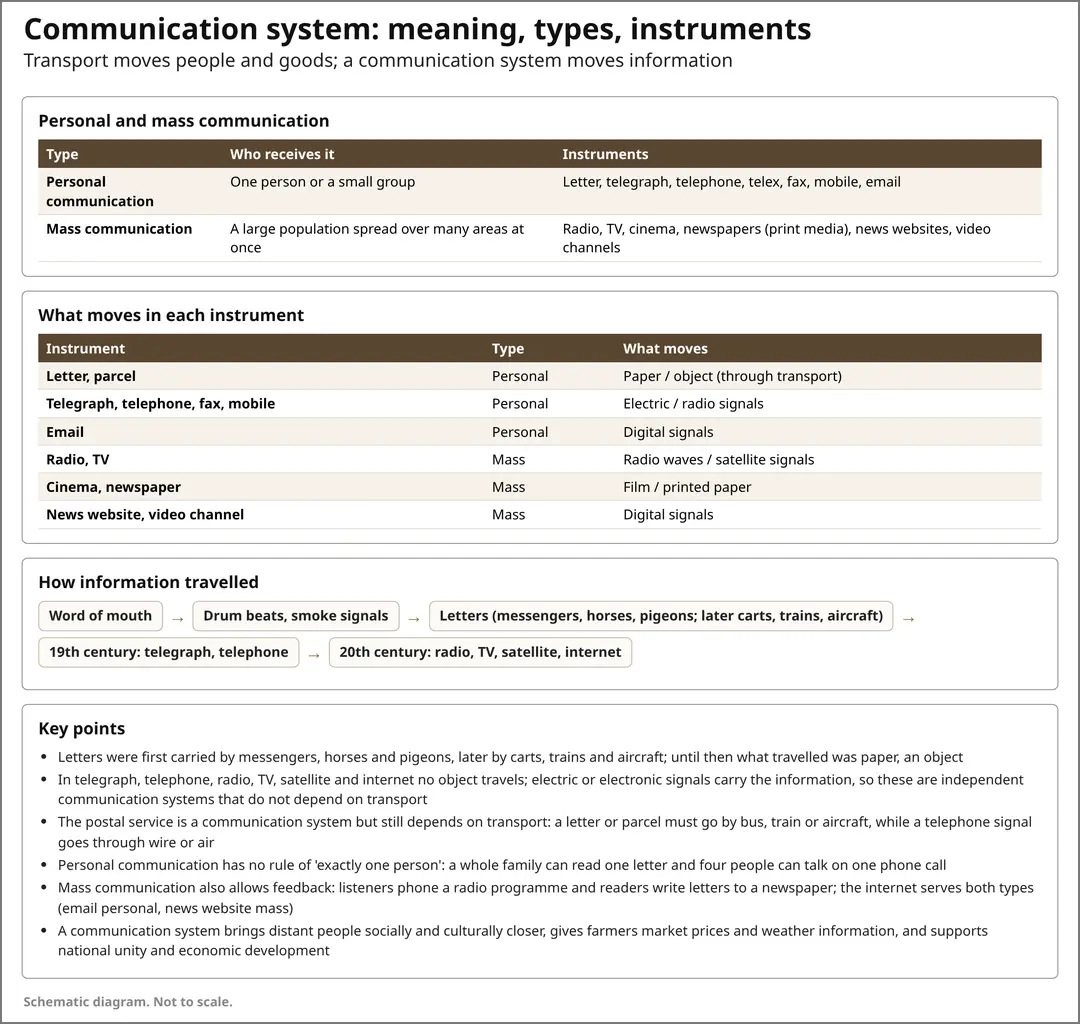 Communication system: meaning, types, instruments
Transport moves people and goods; a communication system moves information
Personal and mass communication
Type Who receives it Instruments
Personal communication One person or a small group Letter, telegraph, telephone, telex, fax, mobile, email
Mass communication A large population spread over many areas at once Radio, TV, cinema, newspapers (print media), news websites, video channels
What moves in each instrument
Instrument Type What moves
Letter, parcel Personal Paper / object (through transport)
Telegraph, telephone, fax, mobile Personal Electric / radio signals
Email Personal Digital signals
Radio, TV Mass Radio waves / satellite signals
Cinema, newspaper Mass Film / printed paper
News website, video channel Mass Digital signals
How information travelled
Word of mouth → Drum beats, smoke signals → Letters (messengers, horses, pigeons; later carts, trains, aircraft) →
19th century: telegraph, telephone → 20th century: radio, TV, satellite, internet
Key points
• Letters were first carried by messengers, horses and pigeons, later by carts, trains and aircraft; until then what travelled was paper, an object
• In telegraph, telephone, radio, TV, satellite and internet no object travels; electric or electronic signals carry the information, so these are independent
communication systems that do not depend on transport
• The postal service is a communication system but still depends on transport: a letter or parcel must go by bus, train or aircraft, while a telephone signal
goes through wire or air
• Personal communication has no rule of 'exactly one person': a whole family can read one letter and four people can talk on one phone call
• Mass communication also allows feedback: listeners phone a radio programme and readers write letters to a newspaper; the internet serves both types
(email personal, news website mass)
• A communication system brings distant people socially and culturally closer, gives farmers market prices and weather information, and supports
national unity and economic development
Schematic diagram. Not to scale.